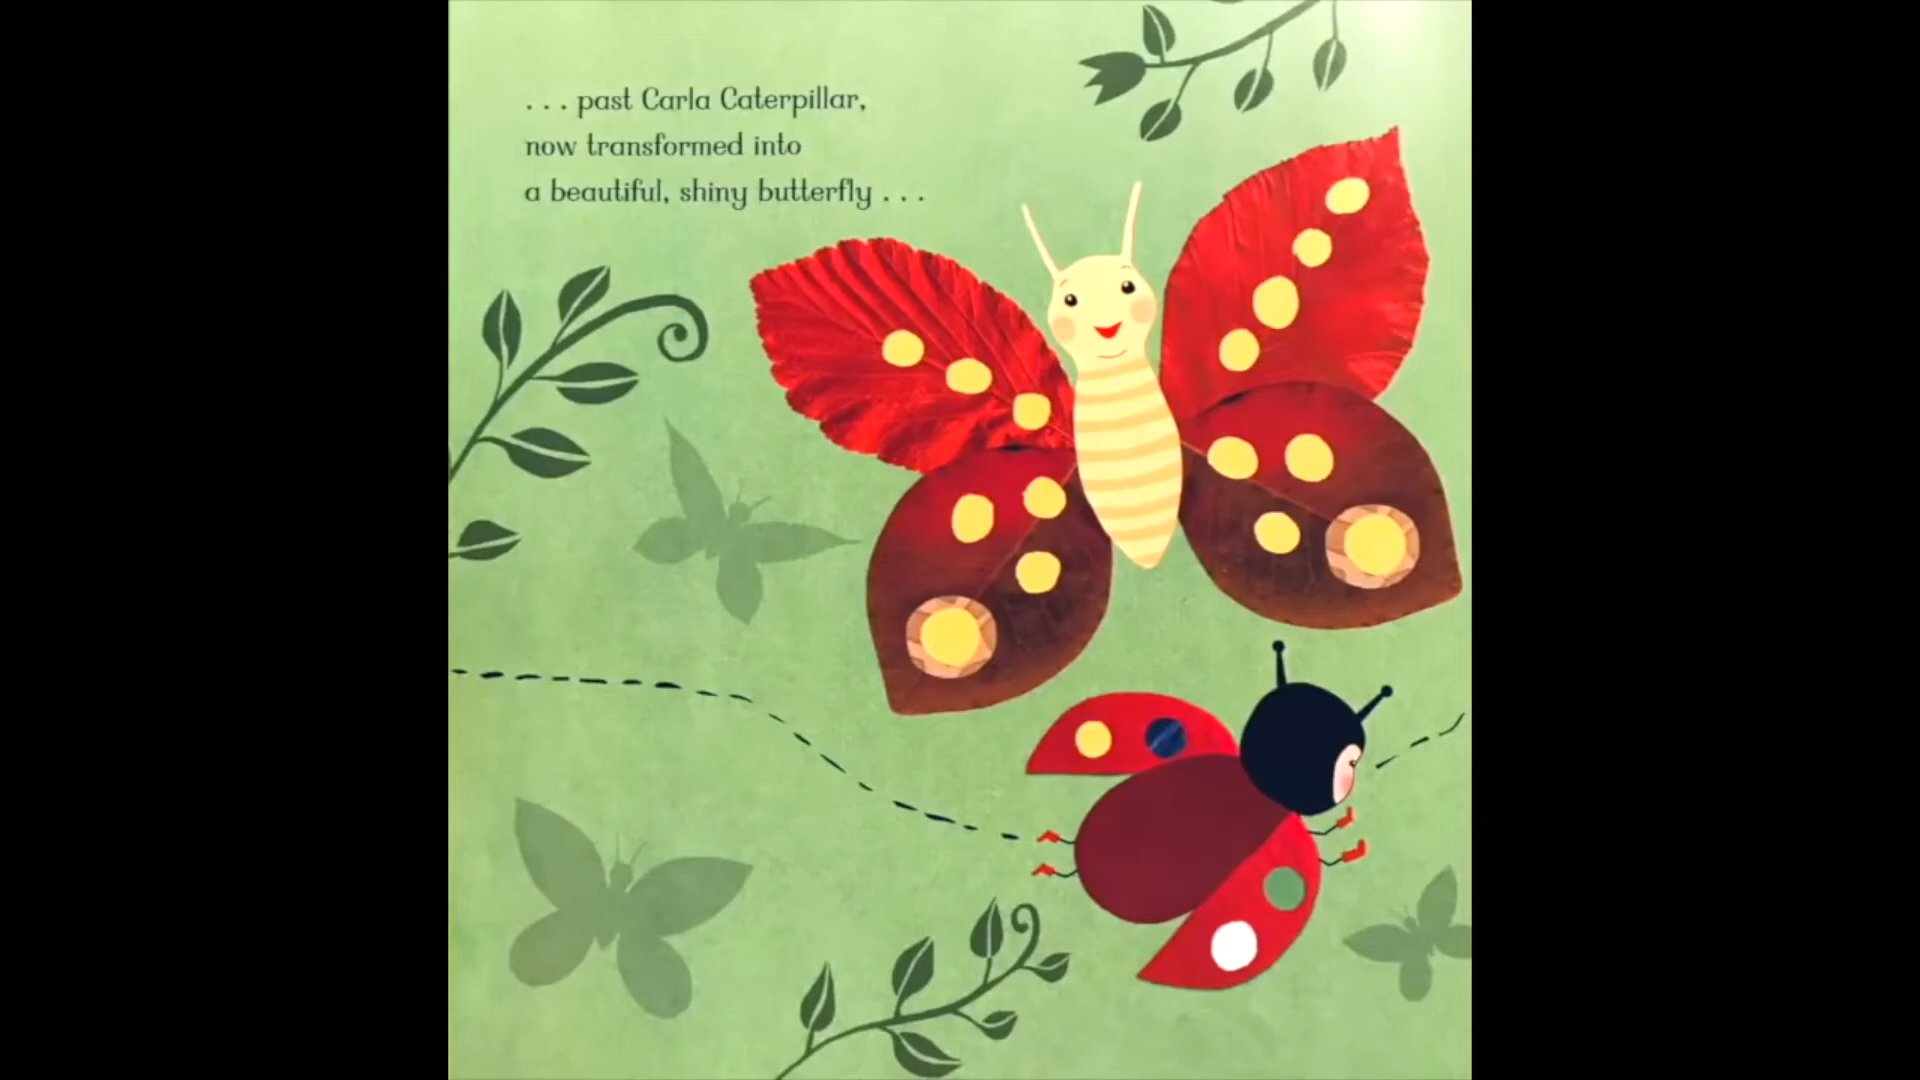 . . . past Carla Caterpillar,
now transformed into
a beautiful, shiny butterfly . . .